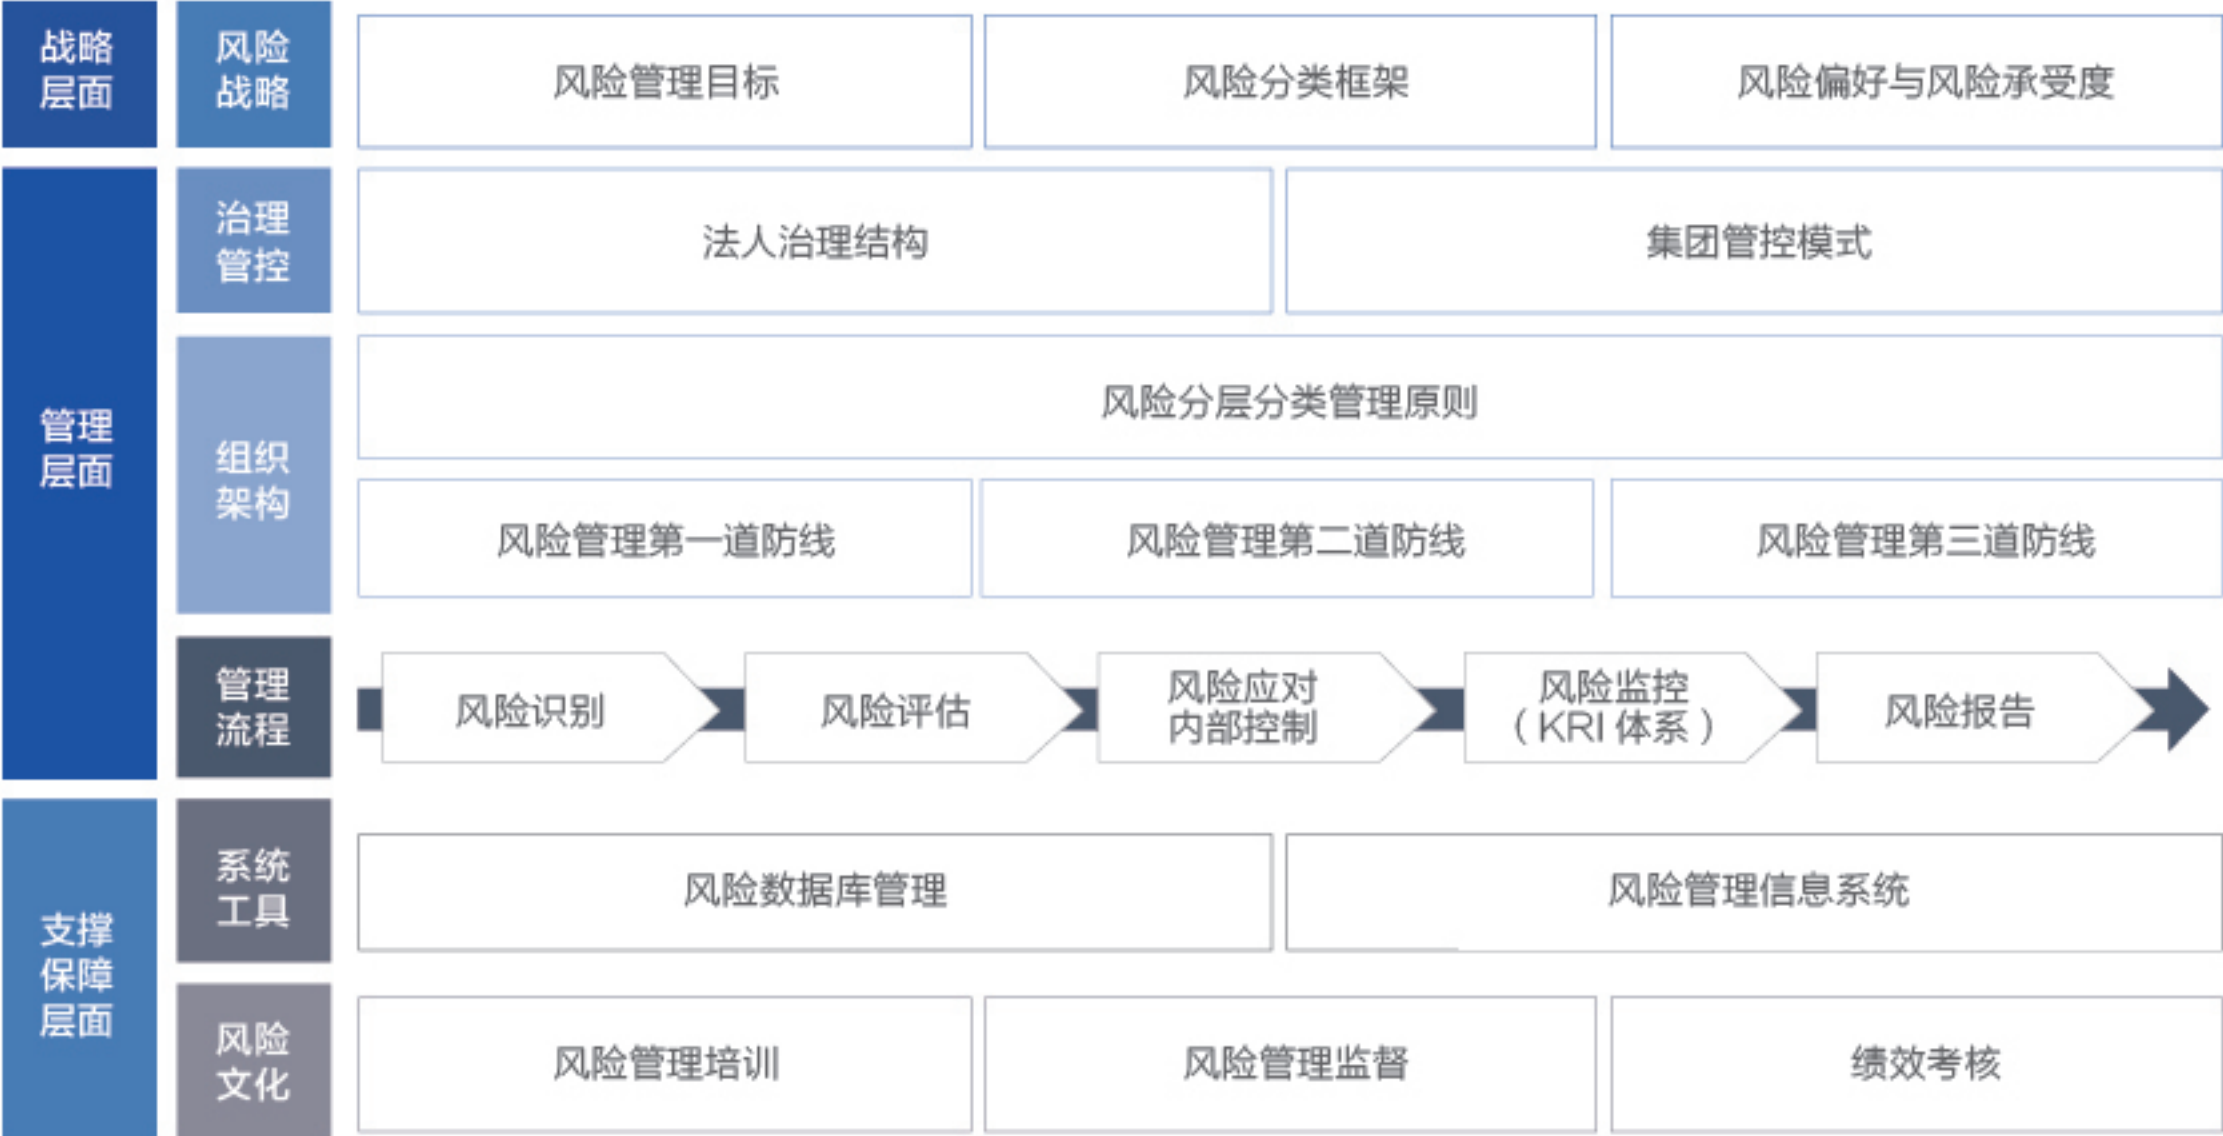 战略
层面
风险
战略
风险管理目标
风险分类框架
风险偏好与风险承受度
管理
层面
治理
管控
法人治理结构
集团管控模式
组织
架构
风险分层分类管理原则
风险管理第一道防线
风险管理第二道防线
风险管理第三道防线
管理
流程
风险识别
风险评估
风险应对
内部控制
风险监控
（KRI 体系）
风险报告
支撑
保障
层面
系统
工具
风险数据库管理
风险管理信息系统
风险
文化
风险管理培训
风险管理监督
绩效考核